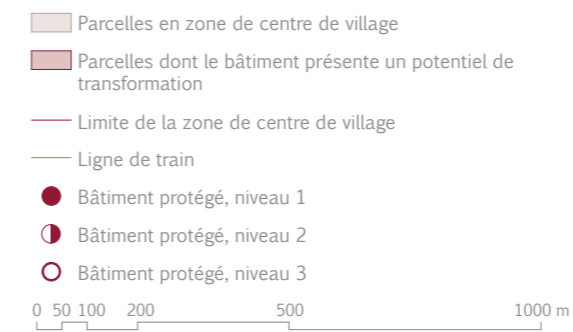 Parcelles en zone de centre de village
Parcelles dont le bâtiment présente un potentiel de
transformation
Limite de la zone de centre de village
Ligne de train
Bâtiment protégé, niveau 1
Bâtiment protégé, niveau 2
Bâtiment protégé, niveau 3
0 50 100 200 500 1000 m